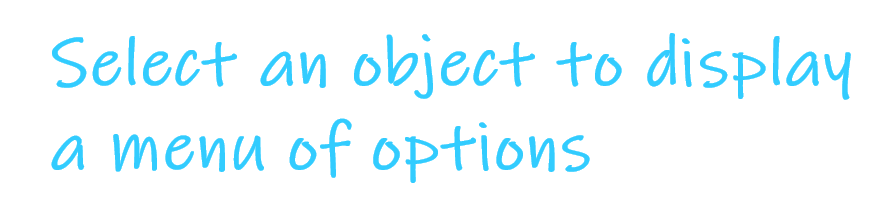 Select an object to display
a menu of options